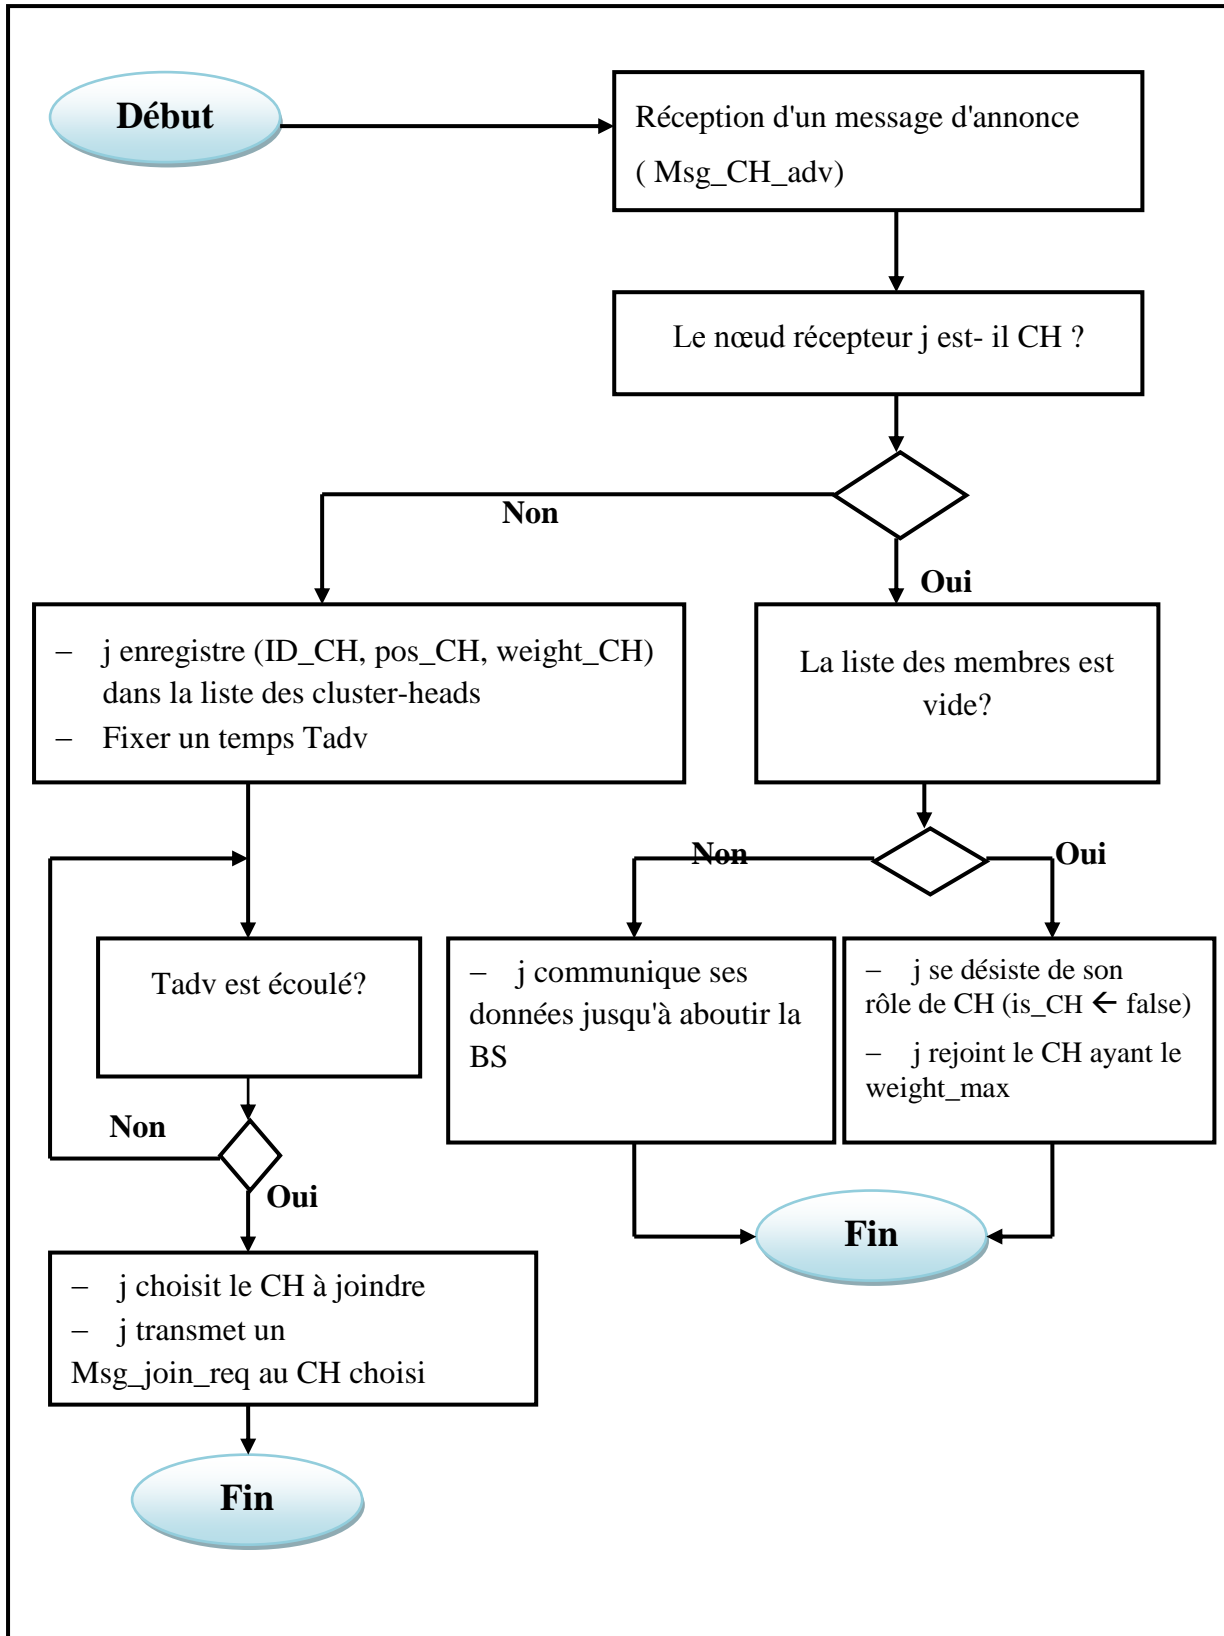 Début
Réception d'un message d'annonce
( Msg_CH_adv)
Le nœud récepteur j est- il CH ?
Non
Oui
– j enregistre (ID_CH, pos_CH, weight_CH)
dans la liste des cluster-heads
– Fixer un temps Tadv
La liste des membres est
vide?
Non
Oui
Tadv est écoulé?
– j communique ses
données jusqu'à aboutir la
BS
– j se désiste de son
rôle de CH (is_CH ← false)
– j rejoint le CH ayant le
weight_max
Non
Oui
Fin
– j choisit le CH à joindre
– j transmet un
Msg_join_req au CH choisi
Fin